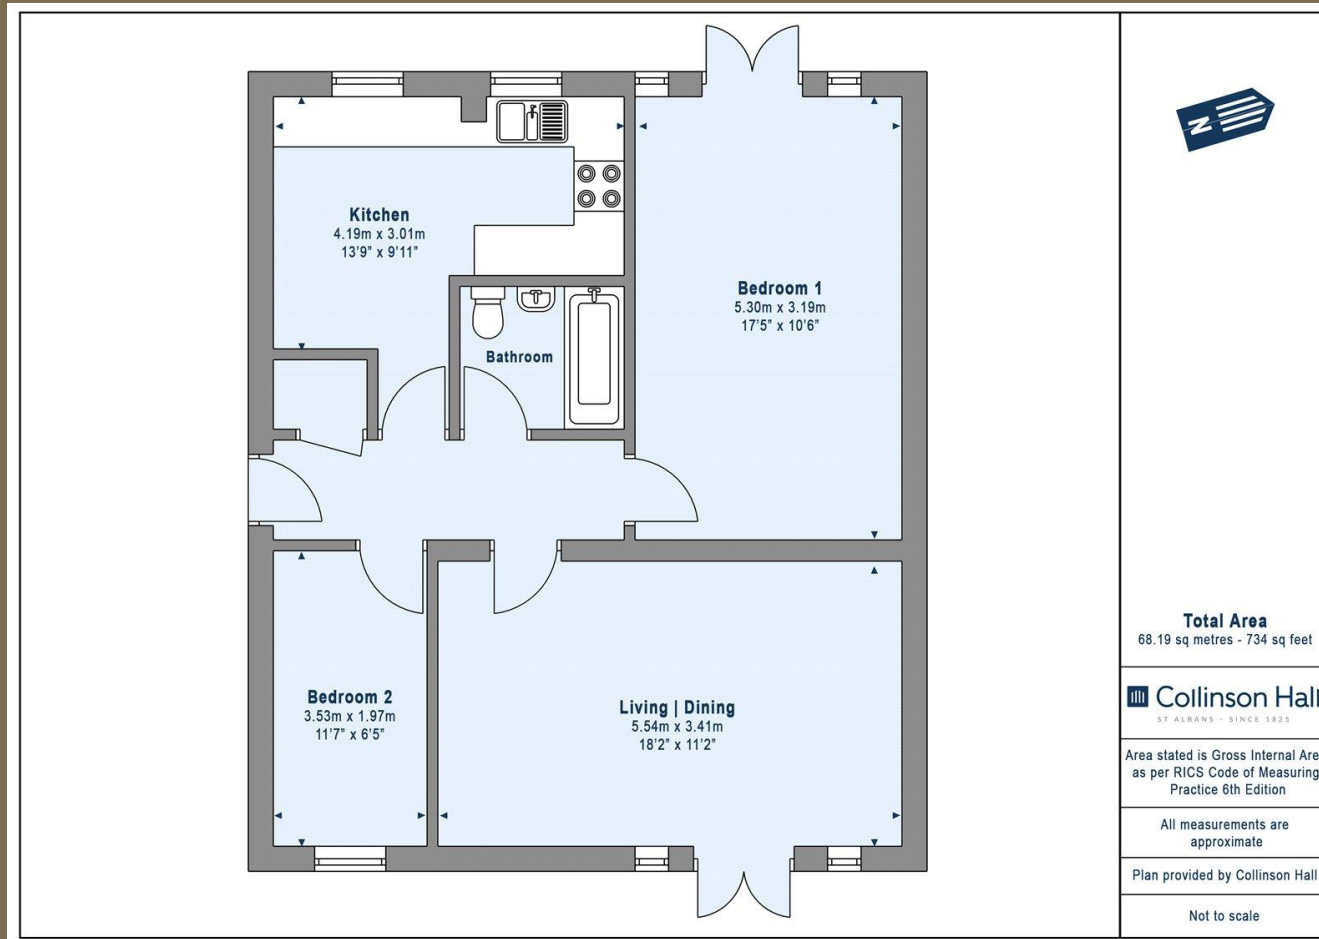 N
Kitchen
4.19m x 3.01m
13'9" x 9'11"
Bedroom 1
5.30m x 3.19m
17'5" x 10'6"
Bathroom
Bedroom 2
3.53m x 1.97m
11'7" x 6'5"
Living | Dining
5.54m x 3.41m
18'2" x 11'2"
Total Area
68.19 sq metres - 734 sq feet
Collinson Hall
ST ALBANS - SINCE 1825
Area stated is Gross Internal Are
as per RICS Code of Measuring
Practice 6th Edition
All measurements are
approximate
Plan provided by Collinson Hall
Not to scale